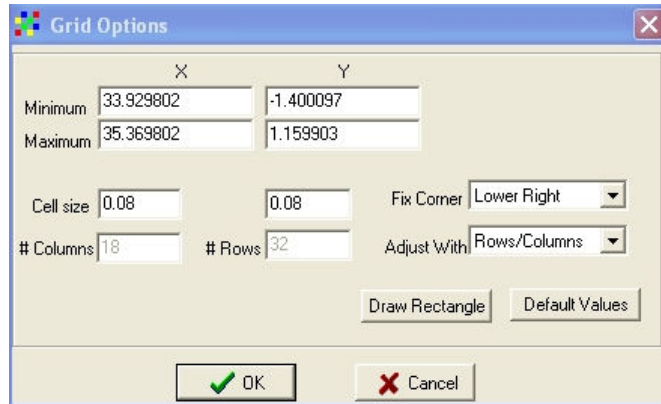 Grid Options
X Y
Minimum 33.929802 -1.400097
Maximum 35.369802 1.159903
Cell size 0.08 0.08 Fix Corner Lower Right
# Columns 18 # Rows 32 Adjust With Rows/Columns
Draw Rectangle Default Values
OK Cancel